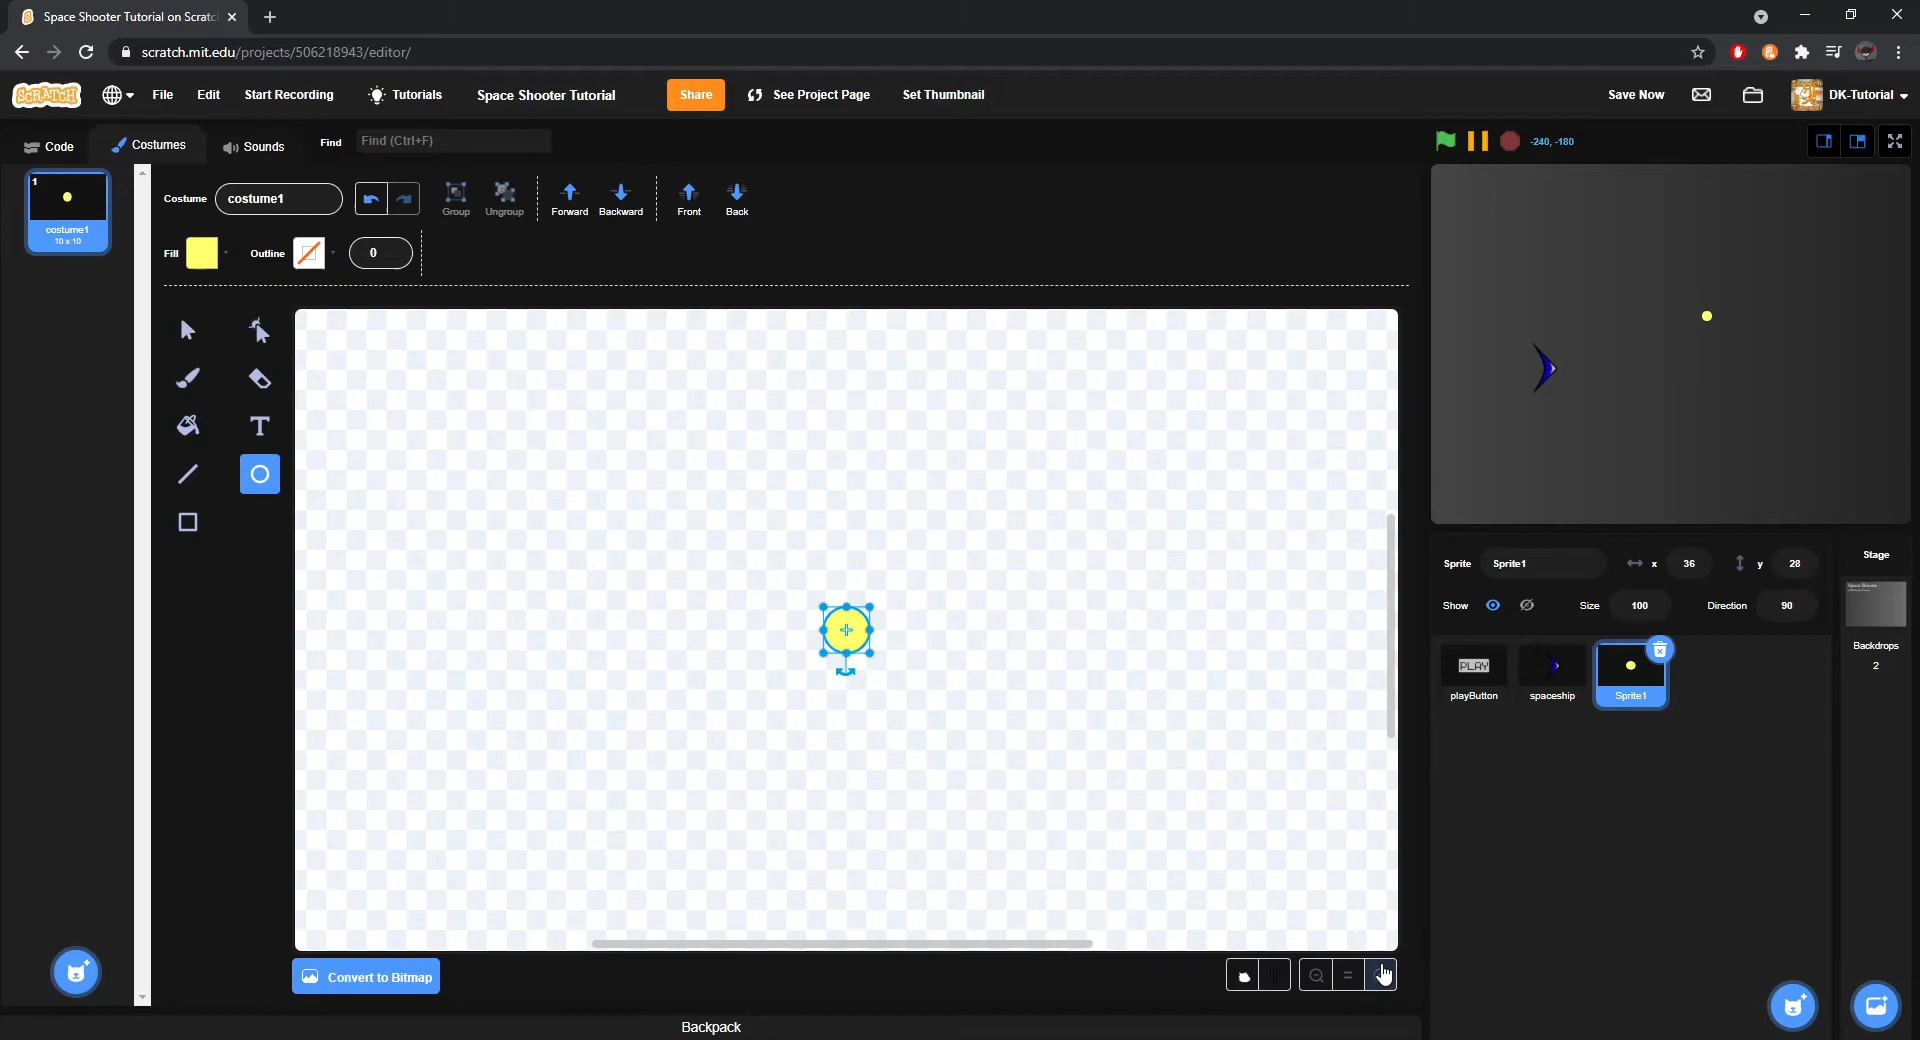 Space Shooter Tutorial on Scratc
scratch.mit.edu/projects/506218943/editor/
SCRATCH
File
Edit
Start Recording
Tutorials
Space Shooter Tutorial
Share
See Project Page
Set Thumbnail
Save Now
DK-Tutorial
Code
Costumes
Sounds
Find
Find (Ctrl+F)
-240, -180
1
costume1
10 x 10
Costume
costume1
Group
Ungroup
Forward
Backward
Front
Back
Fill
Outline
0
Convert to Bitmap
Backpack
Sprite
Sprite1
x
36
y
28
Show
Size
100
Direction
90
PLAY
playButton
spaceship
Sprite1
Stage
Space Shooter
Backdrops
2